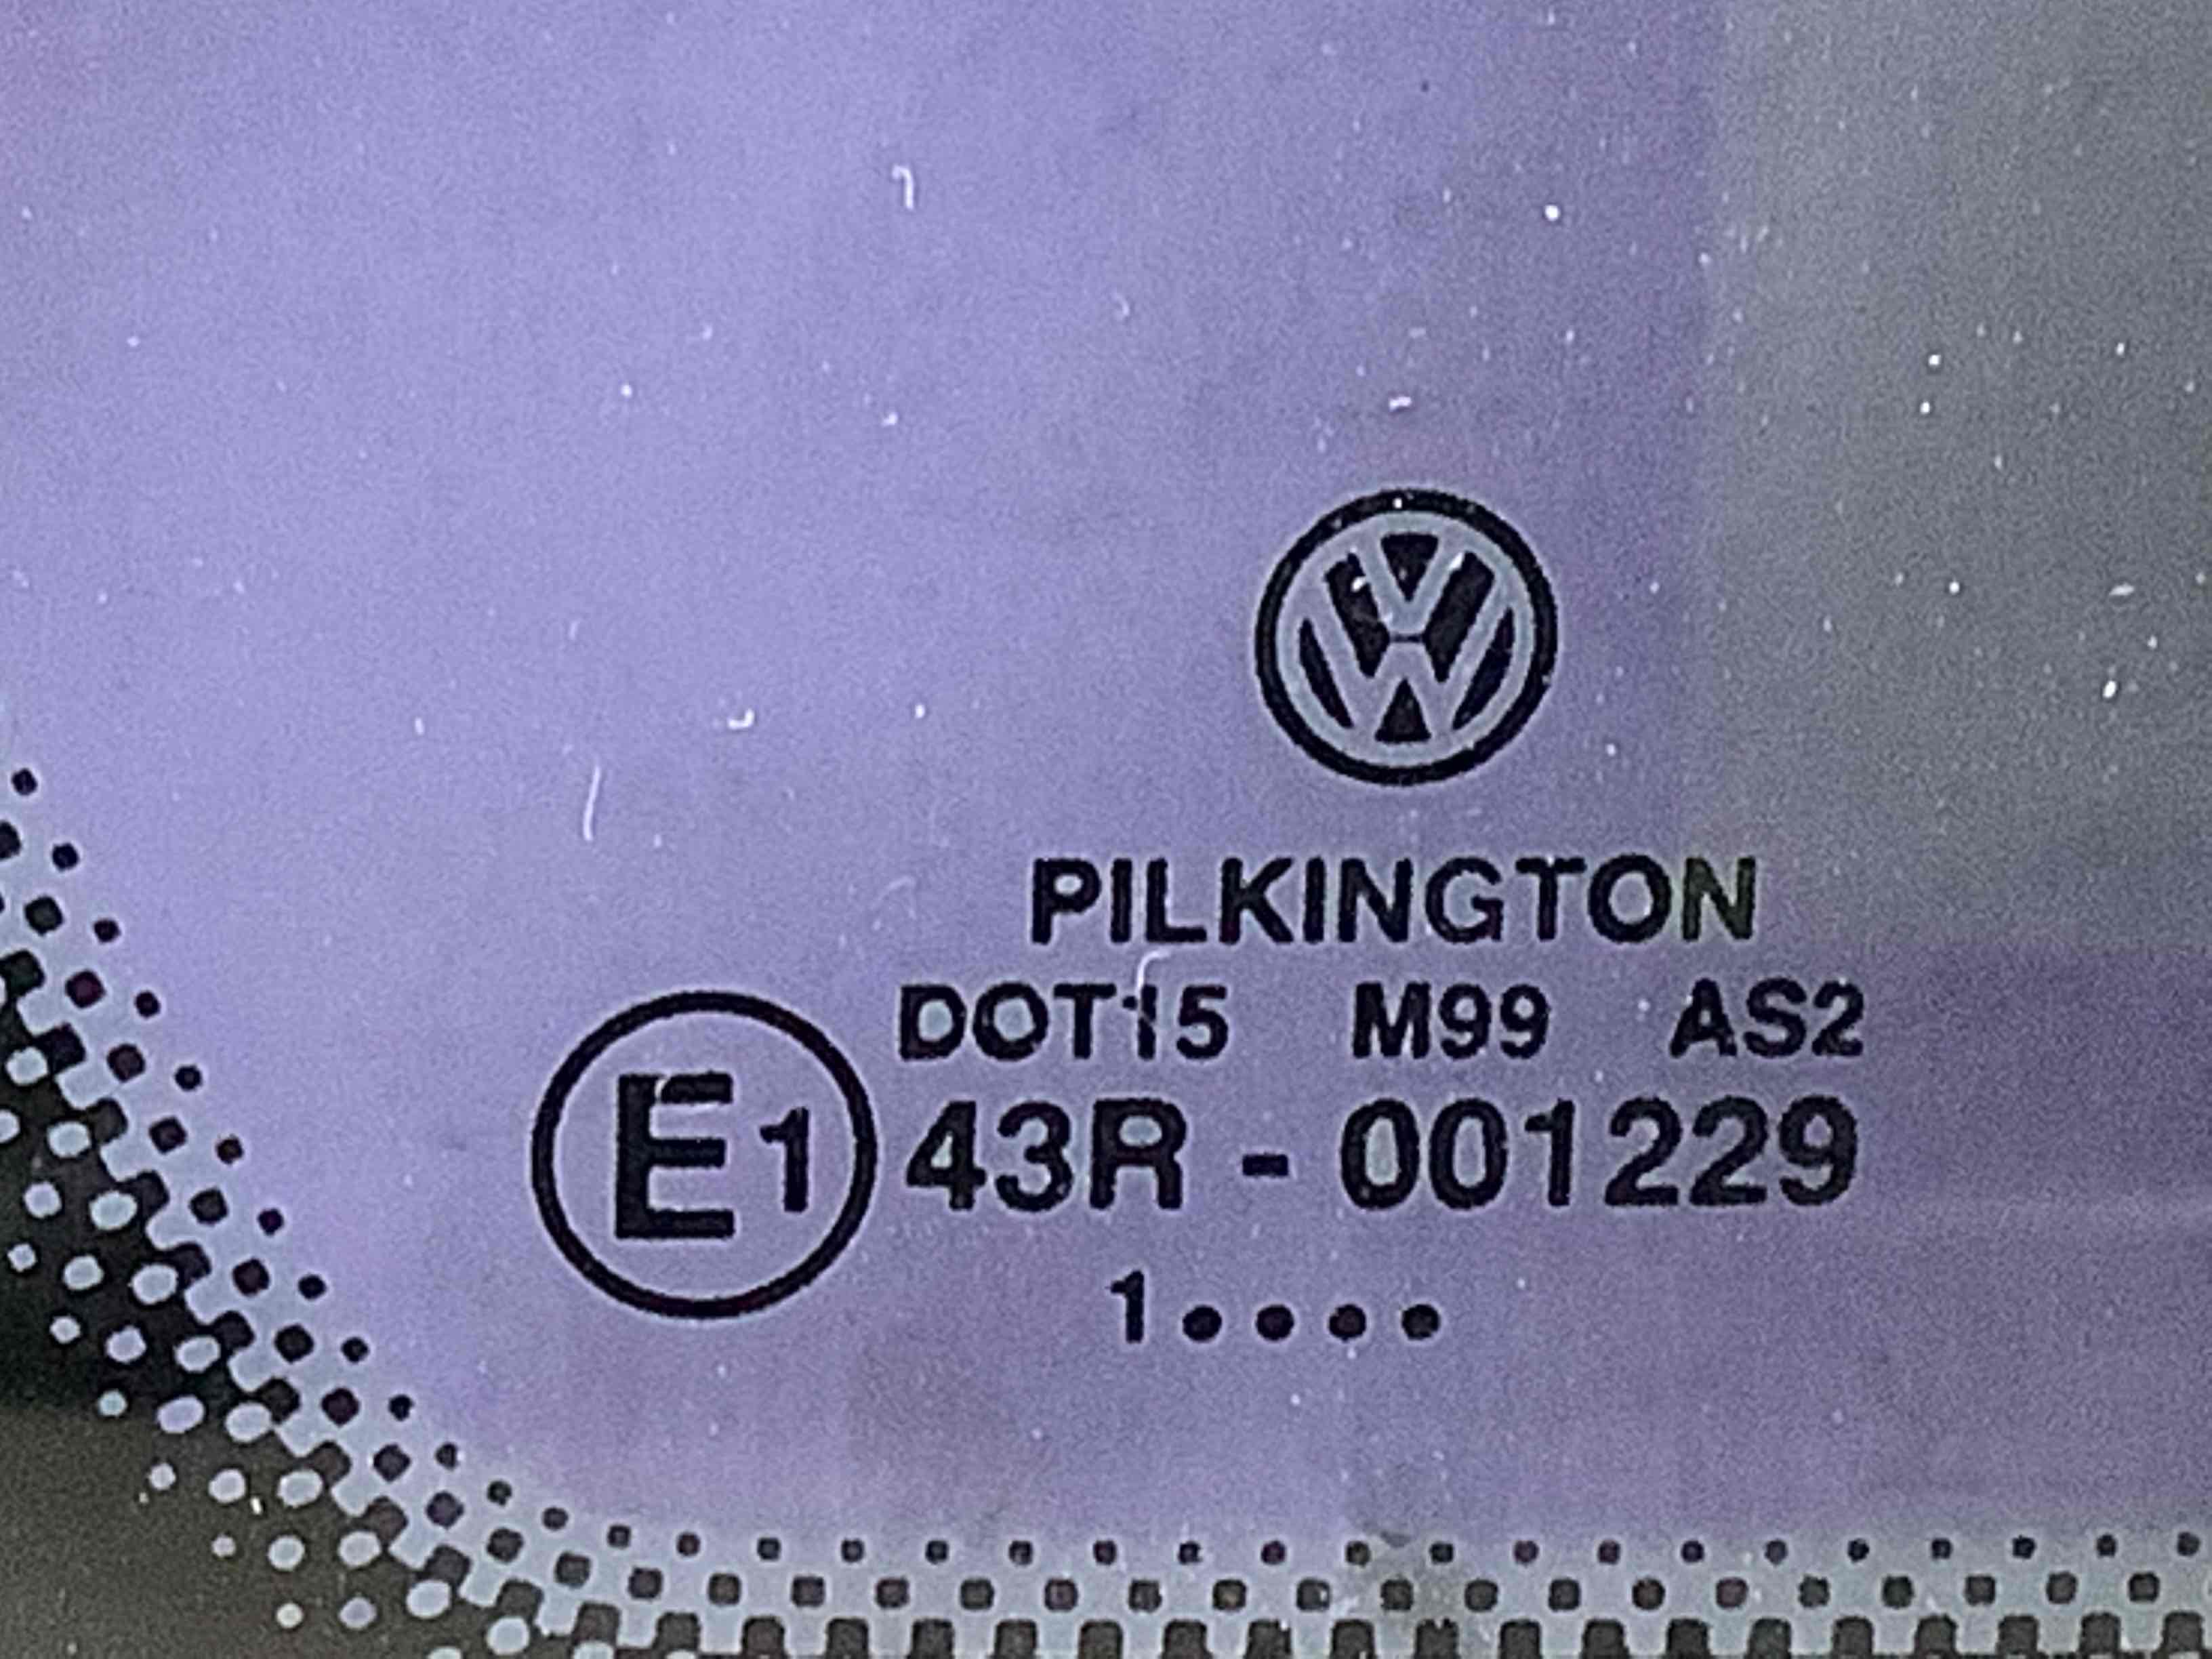 PILKINGTON
DOT15 M99 AS2
E1 43R - 001229
1••••